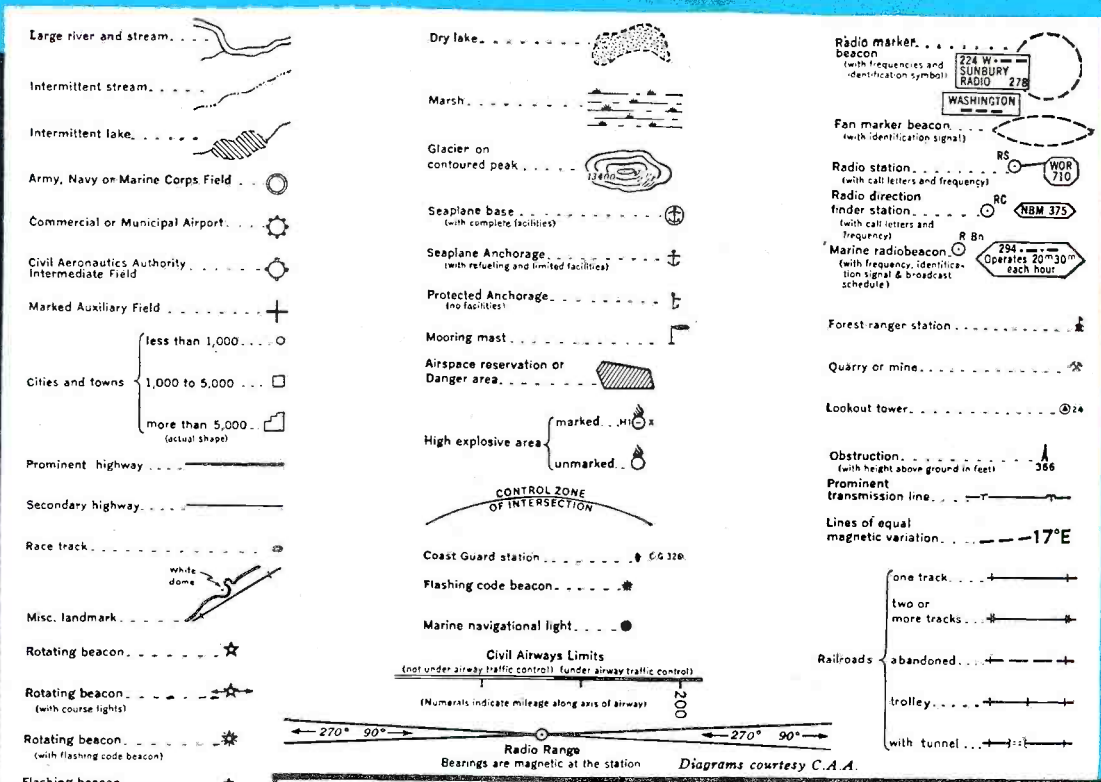 Large river and stream
Intermittent stream
Intermittent lake
Army, Navy or Marine Corps Field
Commercial or Municipal Airport
Civil Aeronautics Authority
Intermediate Field
Marked Auxiliary Field
Cities and towns
less than 1,000
1,000 to 5,000
more than 5,000
(actual shape)
Prominent highway
Secondary highway
Race track
White
dome
Misc. landmark
Rotating beacon
Rotating beacon
(with course lights)
Rotating beacon
(with flashing code beacon)
Flashing beacon
Dry lake
Marsh
Glacier on
contoured peak
13400
Seaplane base
(with complete facilities)
Seaplane Anchorage
(with refueling and limited facilities)
Protected Anchorage
(no facilities)
Mooring mast
Airspace reservation or
Danger area
High explosive area
marked
unmarked
CONTROL ZONE
OF INTERSECTION
Coast Guard station
Flashing code beacon
Marine navigational light
Civil Airways Limits
(not under airway traffic control) (under airway traffic control)
(Numerals indicate mileage along axis of airway)
200
270° 90°
270° 90°
Radio Range
Bearings are magnetic at the station
Diagrams courtesy C.A.A.
Radio marker
beacon
(with frequencies and
identification symbol)
224 W
SUNBURY
RADIO 278
WASHINGTON
Fan marker beacon
(with identification signal)
Radio station
(with call letters and frequency)
RS
WOR
710
Radio direction
finder station
(with call letters and
frequency)
RC
NBM 375
Marine radiobeacon
(with frequency, identifica-
tion signal & broadcast
schedule)
R Bn
294
Operates 20m 30m
each hour
Forest ranger station
Quarry or mine
Lookout tower
24
Obstruction
(with height above ground in feet)
366
Prominent
transmission line
Lines of equal
magnetic variation
17°E
Railroads
one track
two or
more tracks
abandoned
trolley
with tunnel